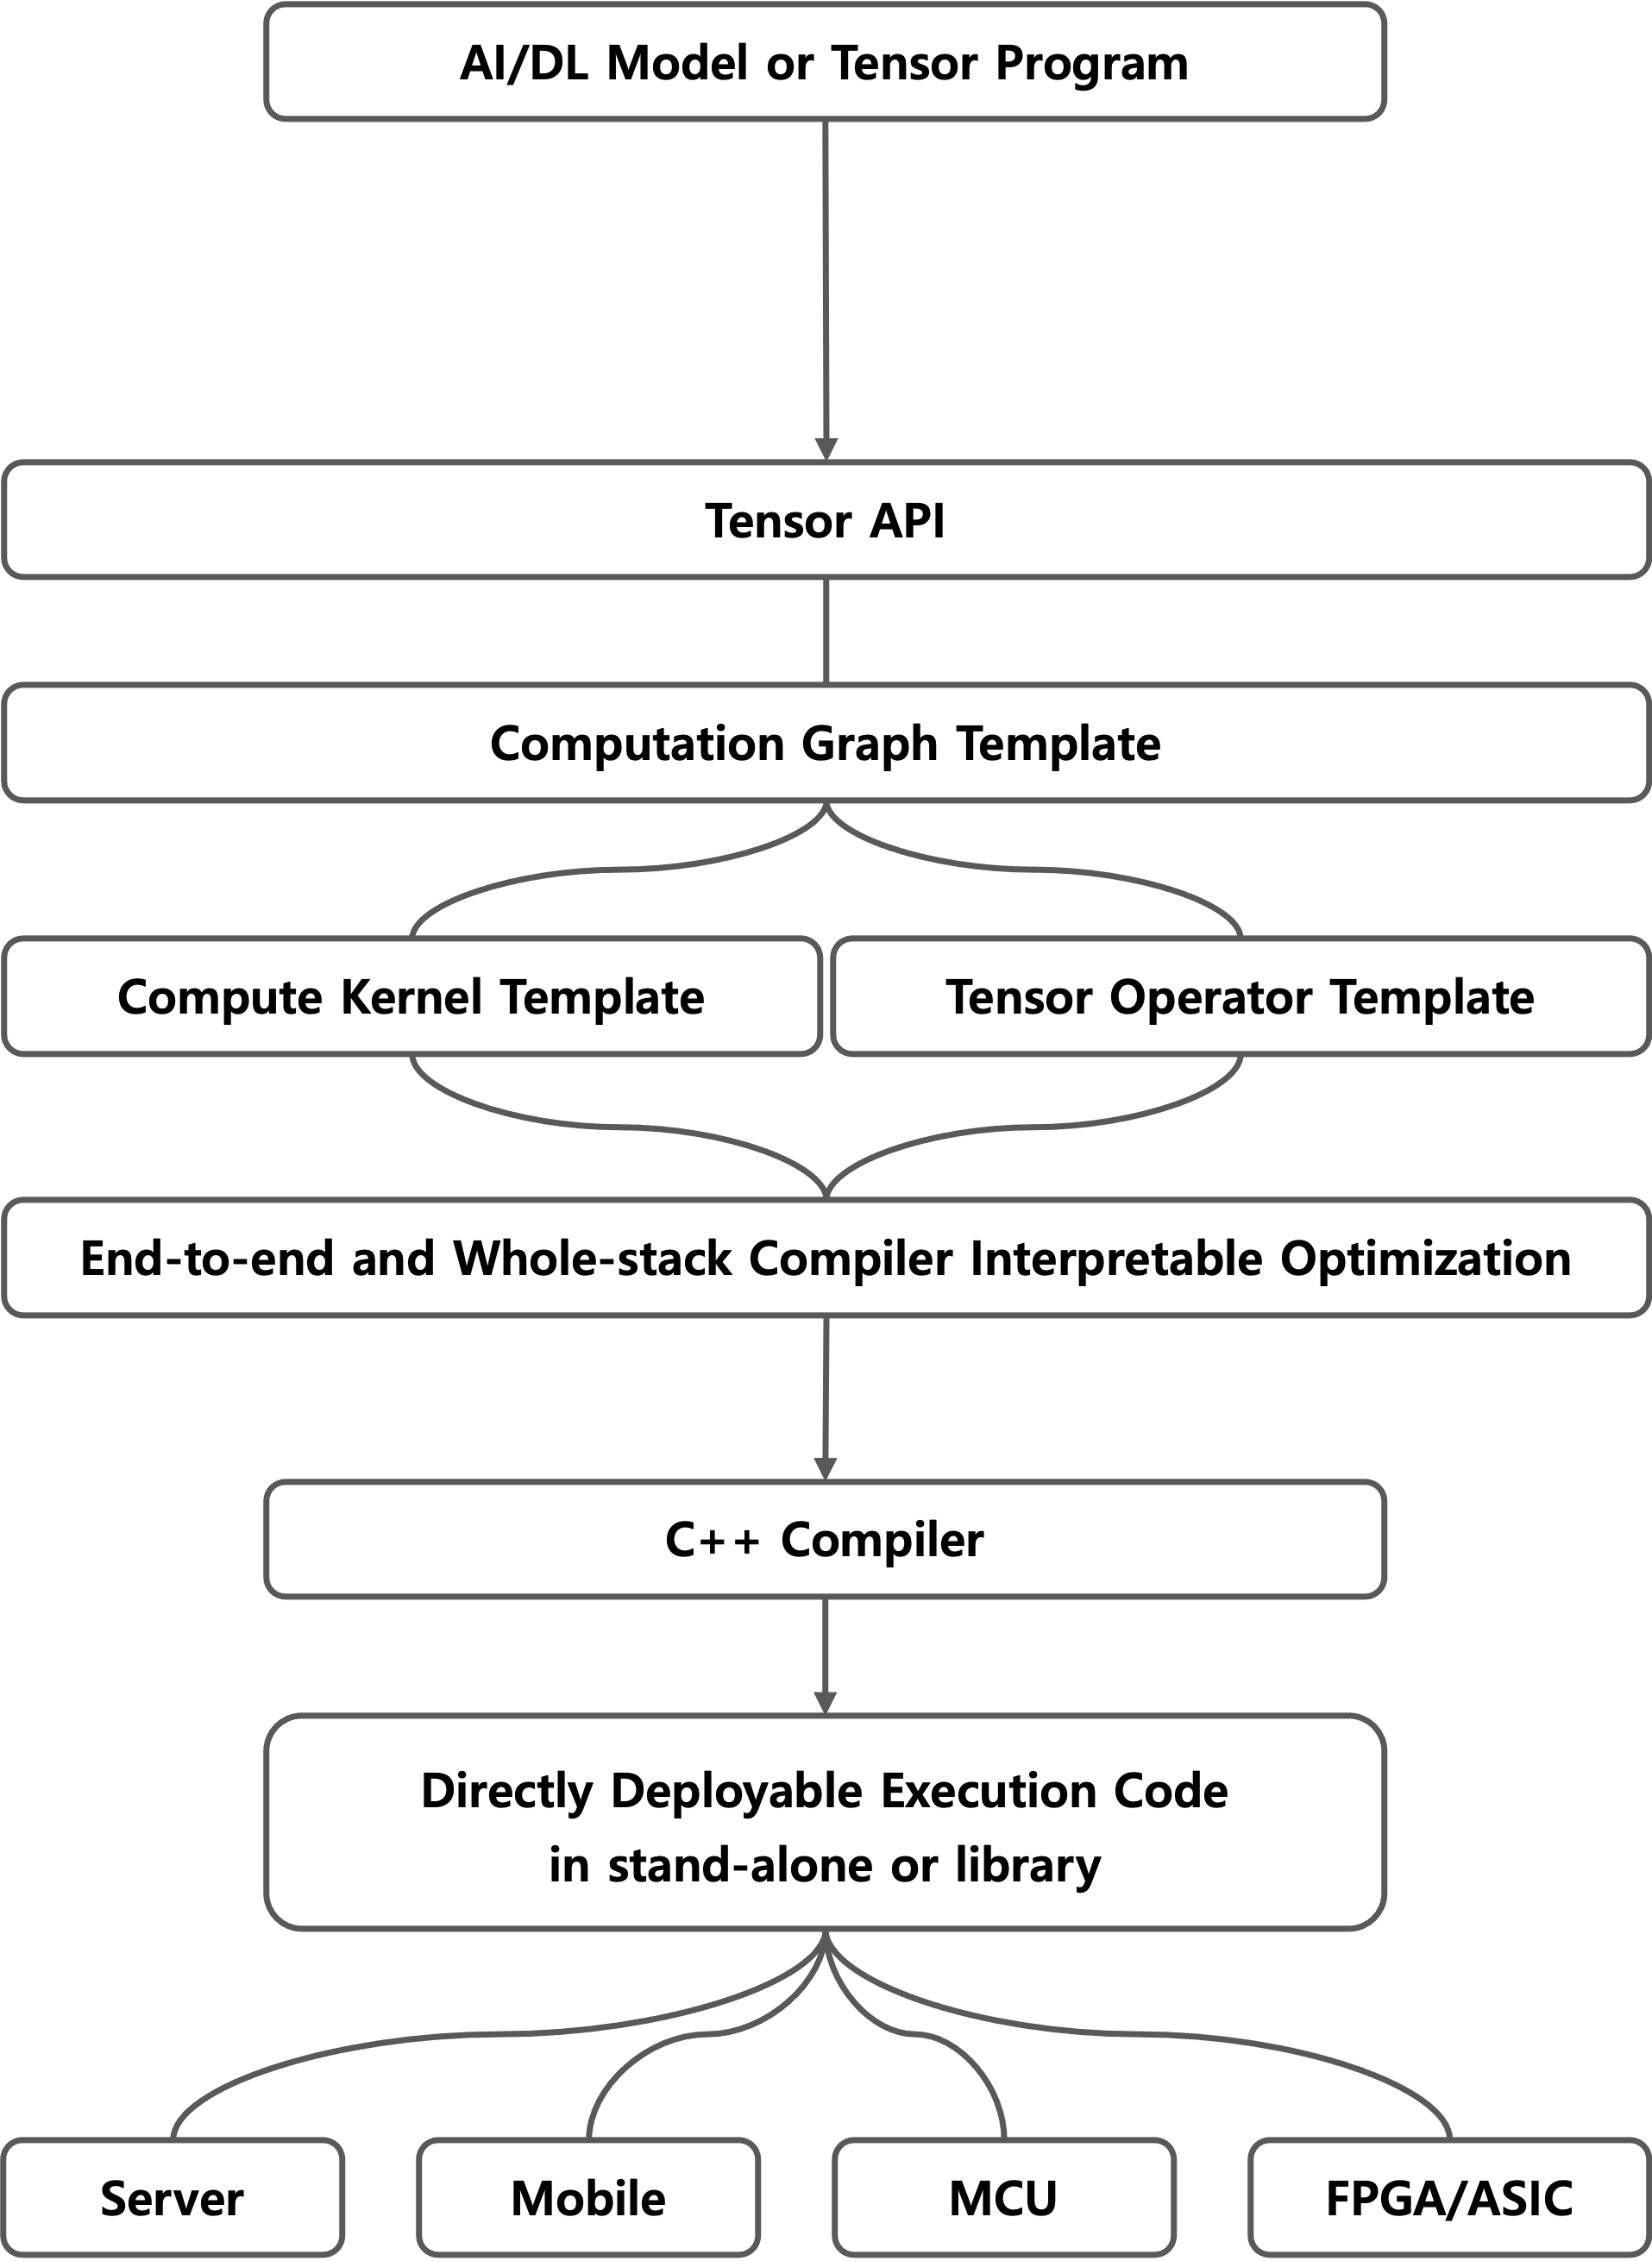 AI/DL Model or Tensor Program
Tensor API
Computation Graph Template
Compute Kernel Template
Tensor Operator Template
End-to-end and Whole-stack Compiler Interpretable Optimization
C++ Compiler
Directly Deployable Execution Code
in stand-alone or library
Server
Mobile
MCU
FPGA/ASIC